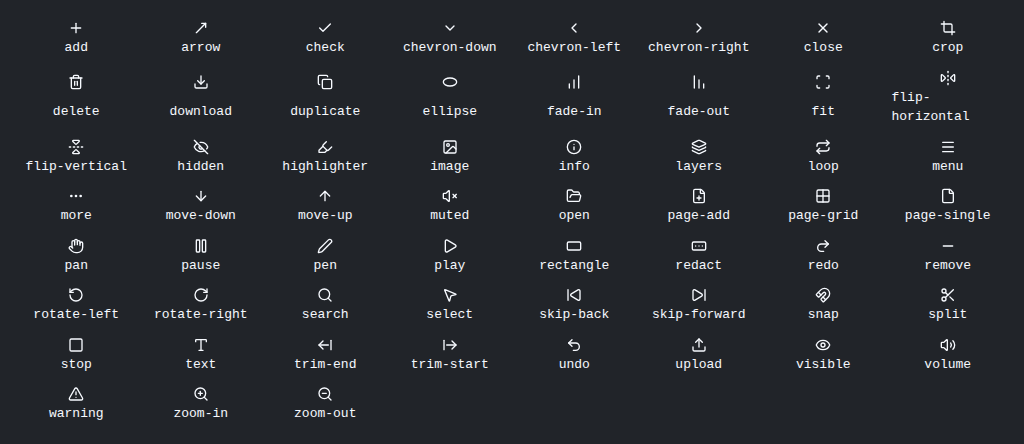 add arrow check chevron-down chevron-left chevron-right close crop
delete download duplicate ellipse fade-in fade-out fit flip-
horizontal
flip-vertical hidden highlighter image info layers loop menu
more move-down move-up muted open page-add page-grid page-single
pan pause pen play rectangle redact redo remove
rotate-left rotate-right search select skip-back skip-forward snap split
stop text trim-end trim-start undo upload visible volume
warning zoom-in zoom-out